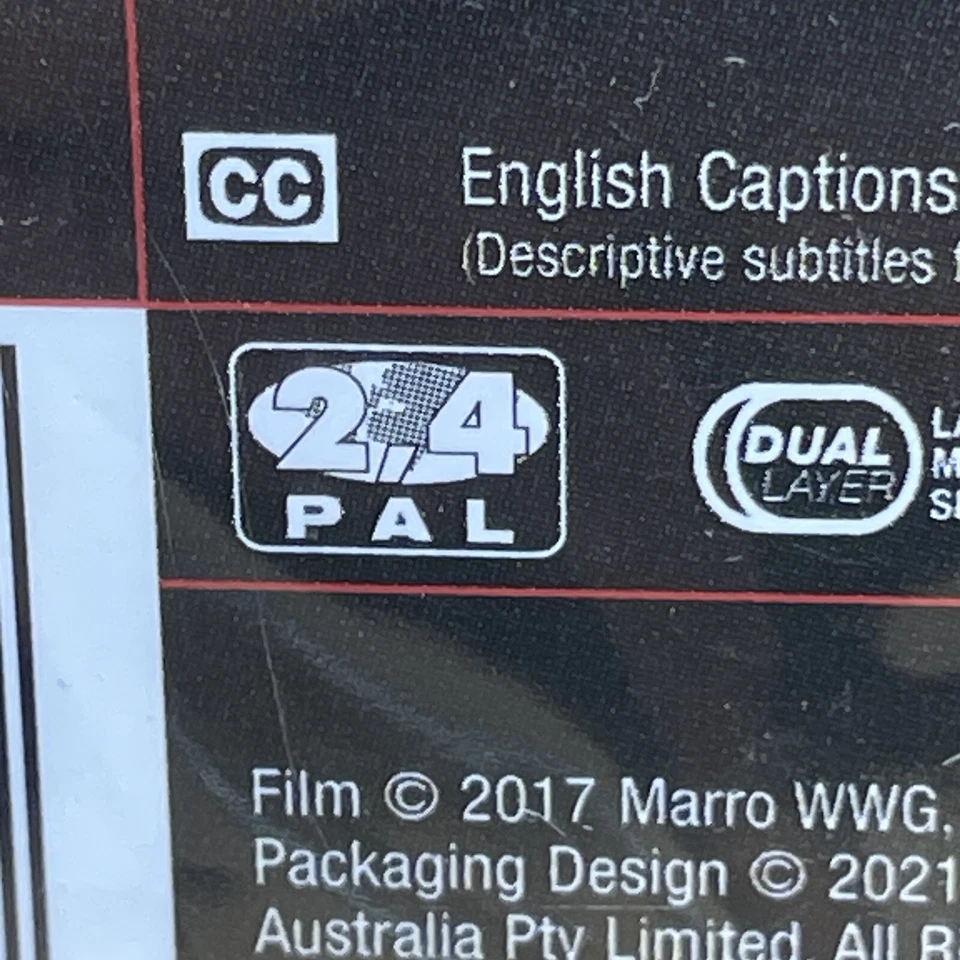 CC
English Captions
(Descriptive subtitles
2 4
PAL
DUAL
LAYER
Film © 2017 Marro WWG,
Packaging Design © 2021
Australia Pty Limited. All